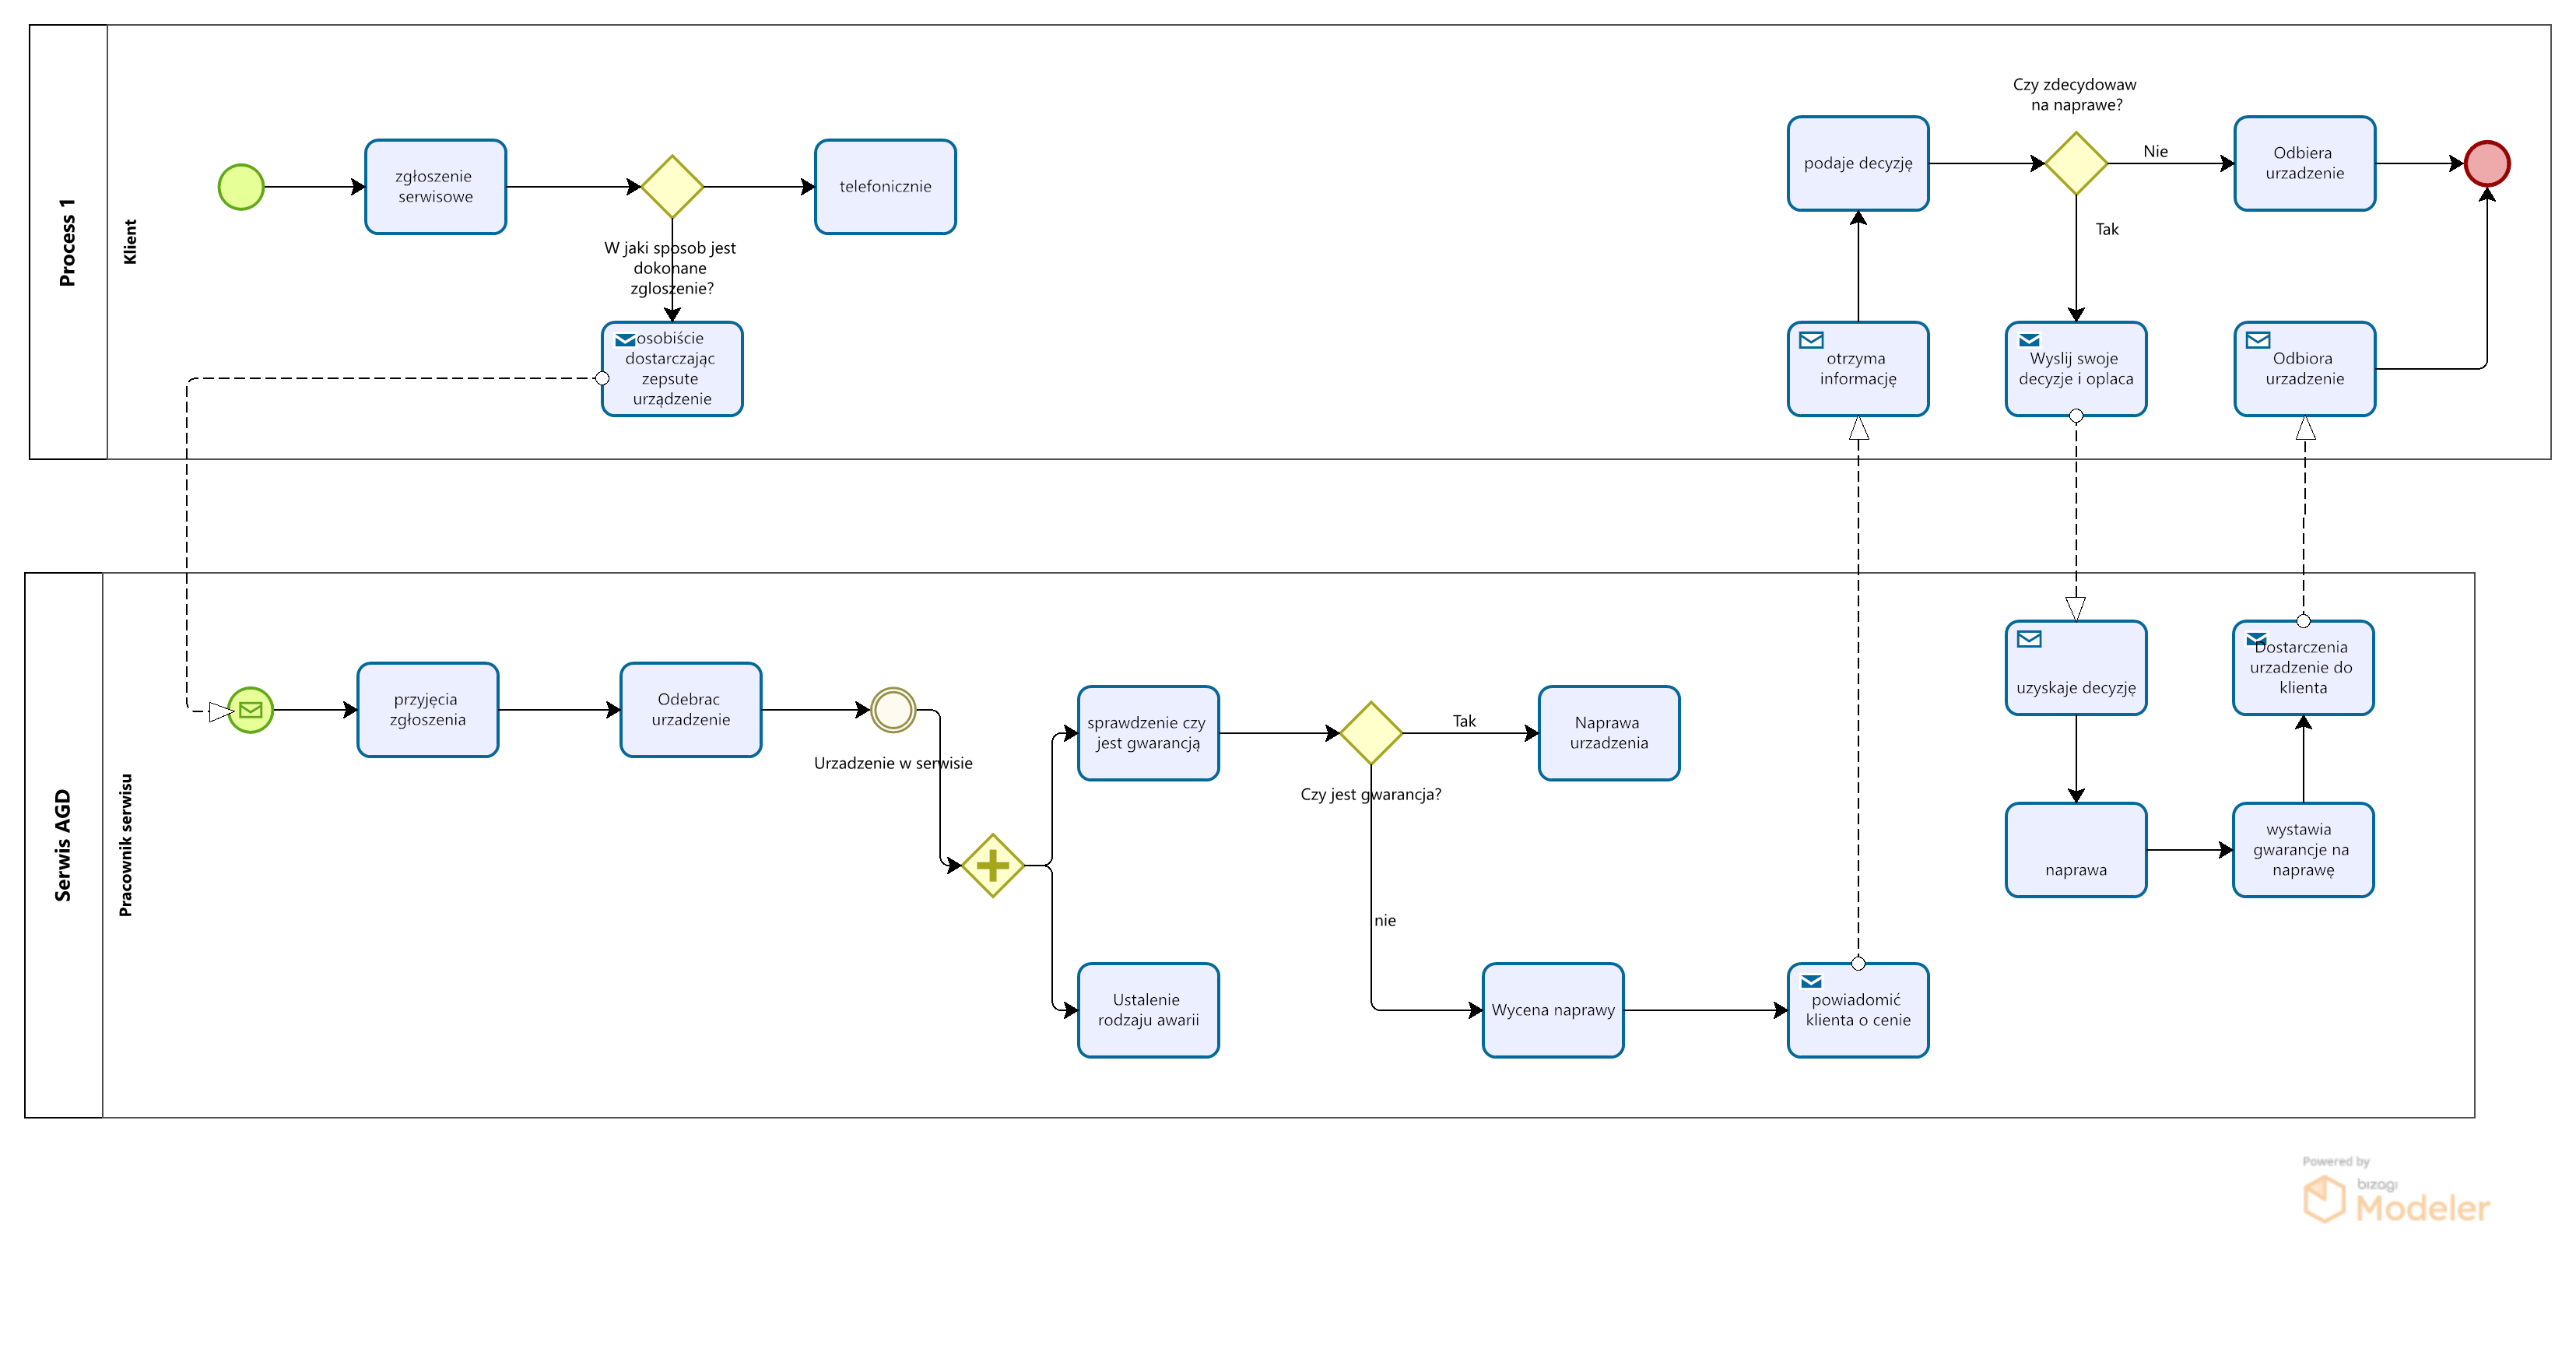 Process 1
Klient
zgłoszenie
serwisowe
W jaki sposob jest
dokonane
zgloszenie?
telefonicznie
osobiście
dostarczając
zepsute
urządzenie
otrzyma
informację
podaje decyzję
Czy zdecydowaw
na naprawe?
Nie
Tak
Odbiera
urzadzenie
Wyslij swoje
decyzje i oplaca
Odbiora
urzadzenie
Serwis AGD
Pracownik serwisu
przyjęcia
zgłoszenia
Odebrac
urzadzenie
Urzadzenie w serwisie
sprawdzenie czy
jest gwarancją
Ustalenie
rodzaju awarii
Czy jest gwarancja?
Tak
nie
Naprawa
urzadzenia
Wycena naprawy
powiadomić
klienta o cenie
uzyskaje decyzję
naprawa
wystawia
gwarancje na
naprawę
Dostarczenia
urzadzenie do
klienta
Powered by
bizagi
Modeler